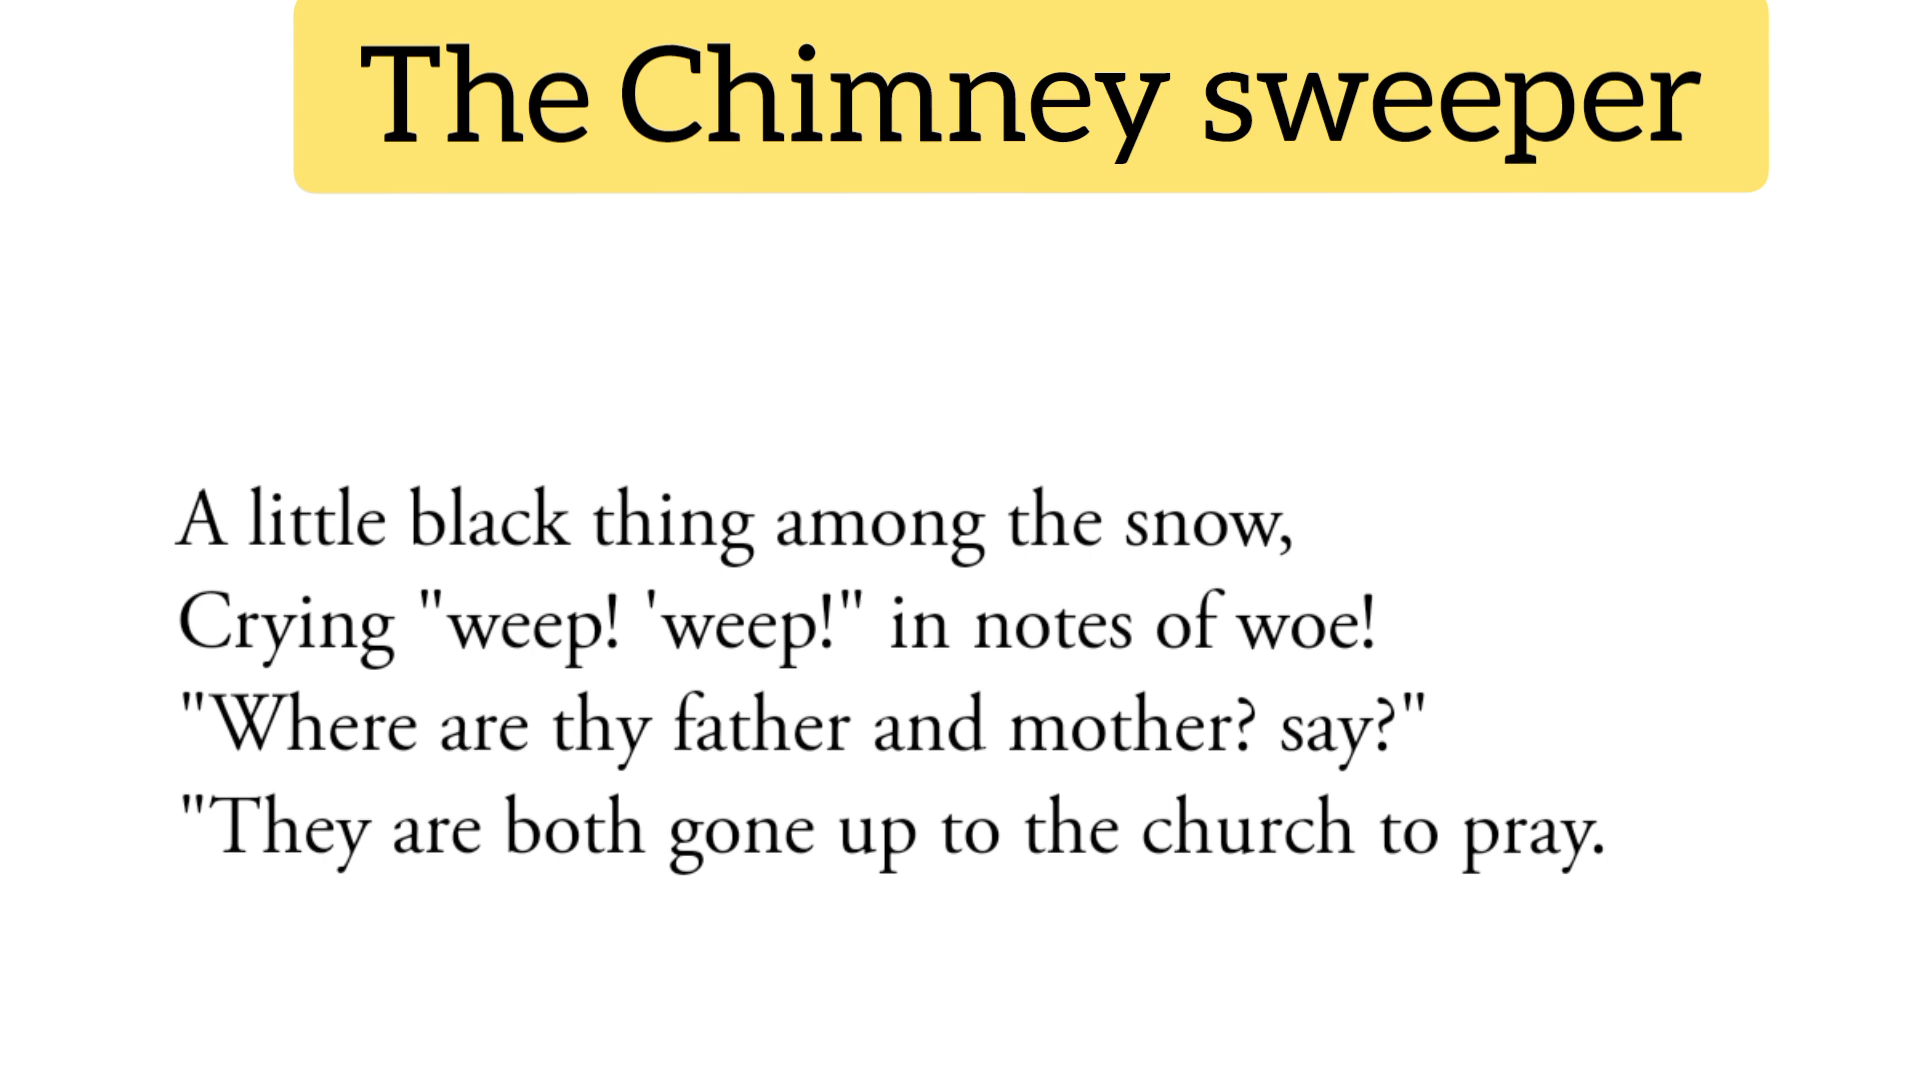 The Chimney sweeper
A little black thing among the snow,
Crying "weep! 'weep!" in notes of woe!
"Where are thy father and mother? say?"
"They are both gone up to the church to pray.